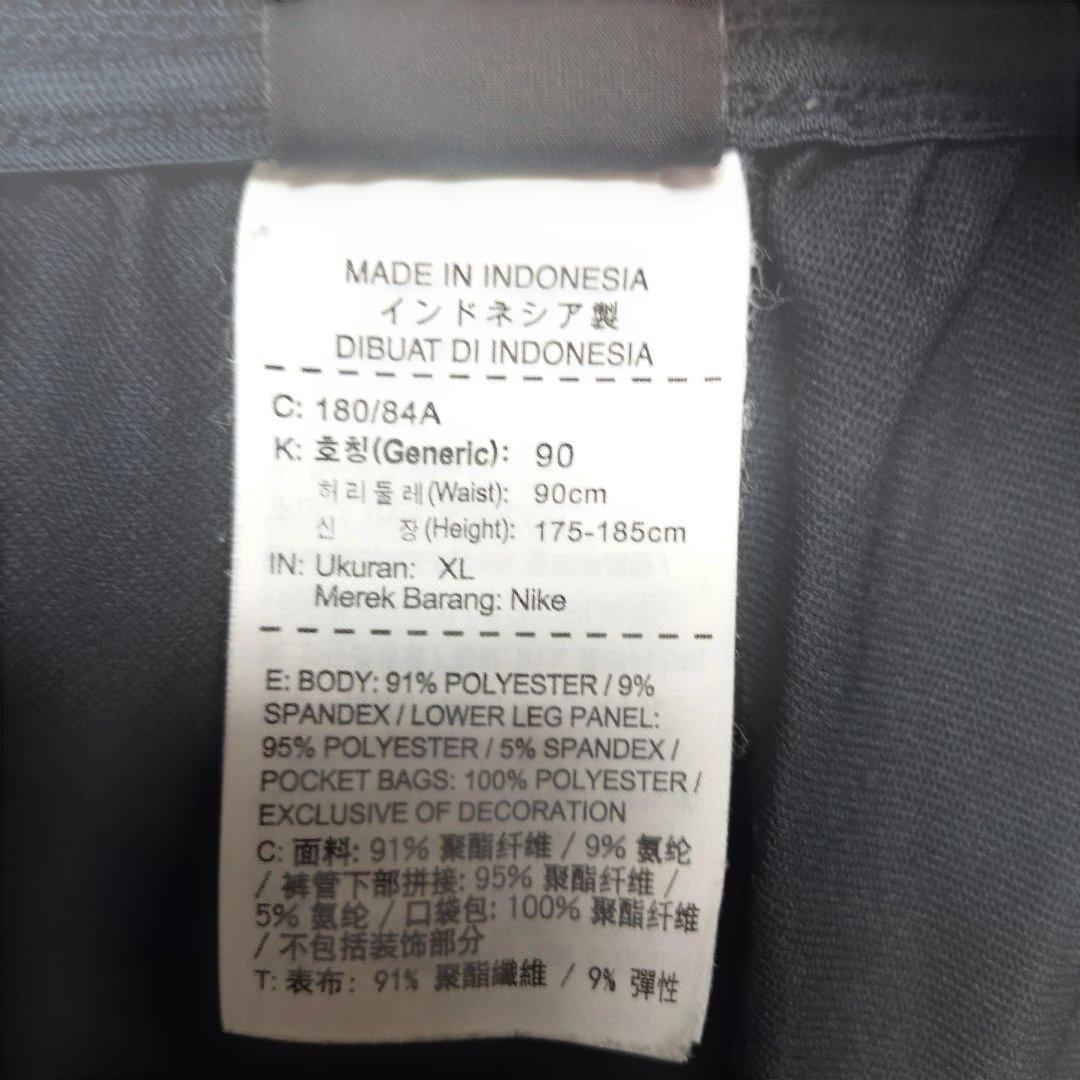 MADE IN INDONESIA
インドネシア製
DIBUAT DI INDONESIA
C: 180/84A
K: 호칭(Generic): 90
허리둘레(Waist): 90cm
신 장(Height): 175-185cm
IN: Ukuran: XL
Merek Barang: Nike
E: BODY: 91% POLYESTER / 9%
SPANDEX / LOWER LEG PANEL:
95% POLYESTER / 5% SPANDEX /
POCKET BAGS: 100% POLYESTER /
EXCLUSIVE OF DECORATION
C: 面料: 91% 聚酯纤维 / 9% 氨纶
/ 裤管下部拼接: 95% 聚酯纤维 /
5% 氨纶 / 口袋包: 100% 聚酯纤维
/ 不包括装饰部分
T: 表布: 91% 聚酯纖維 / 9% 彈性